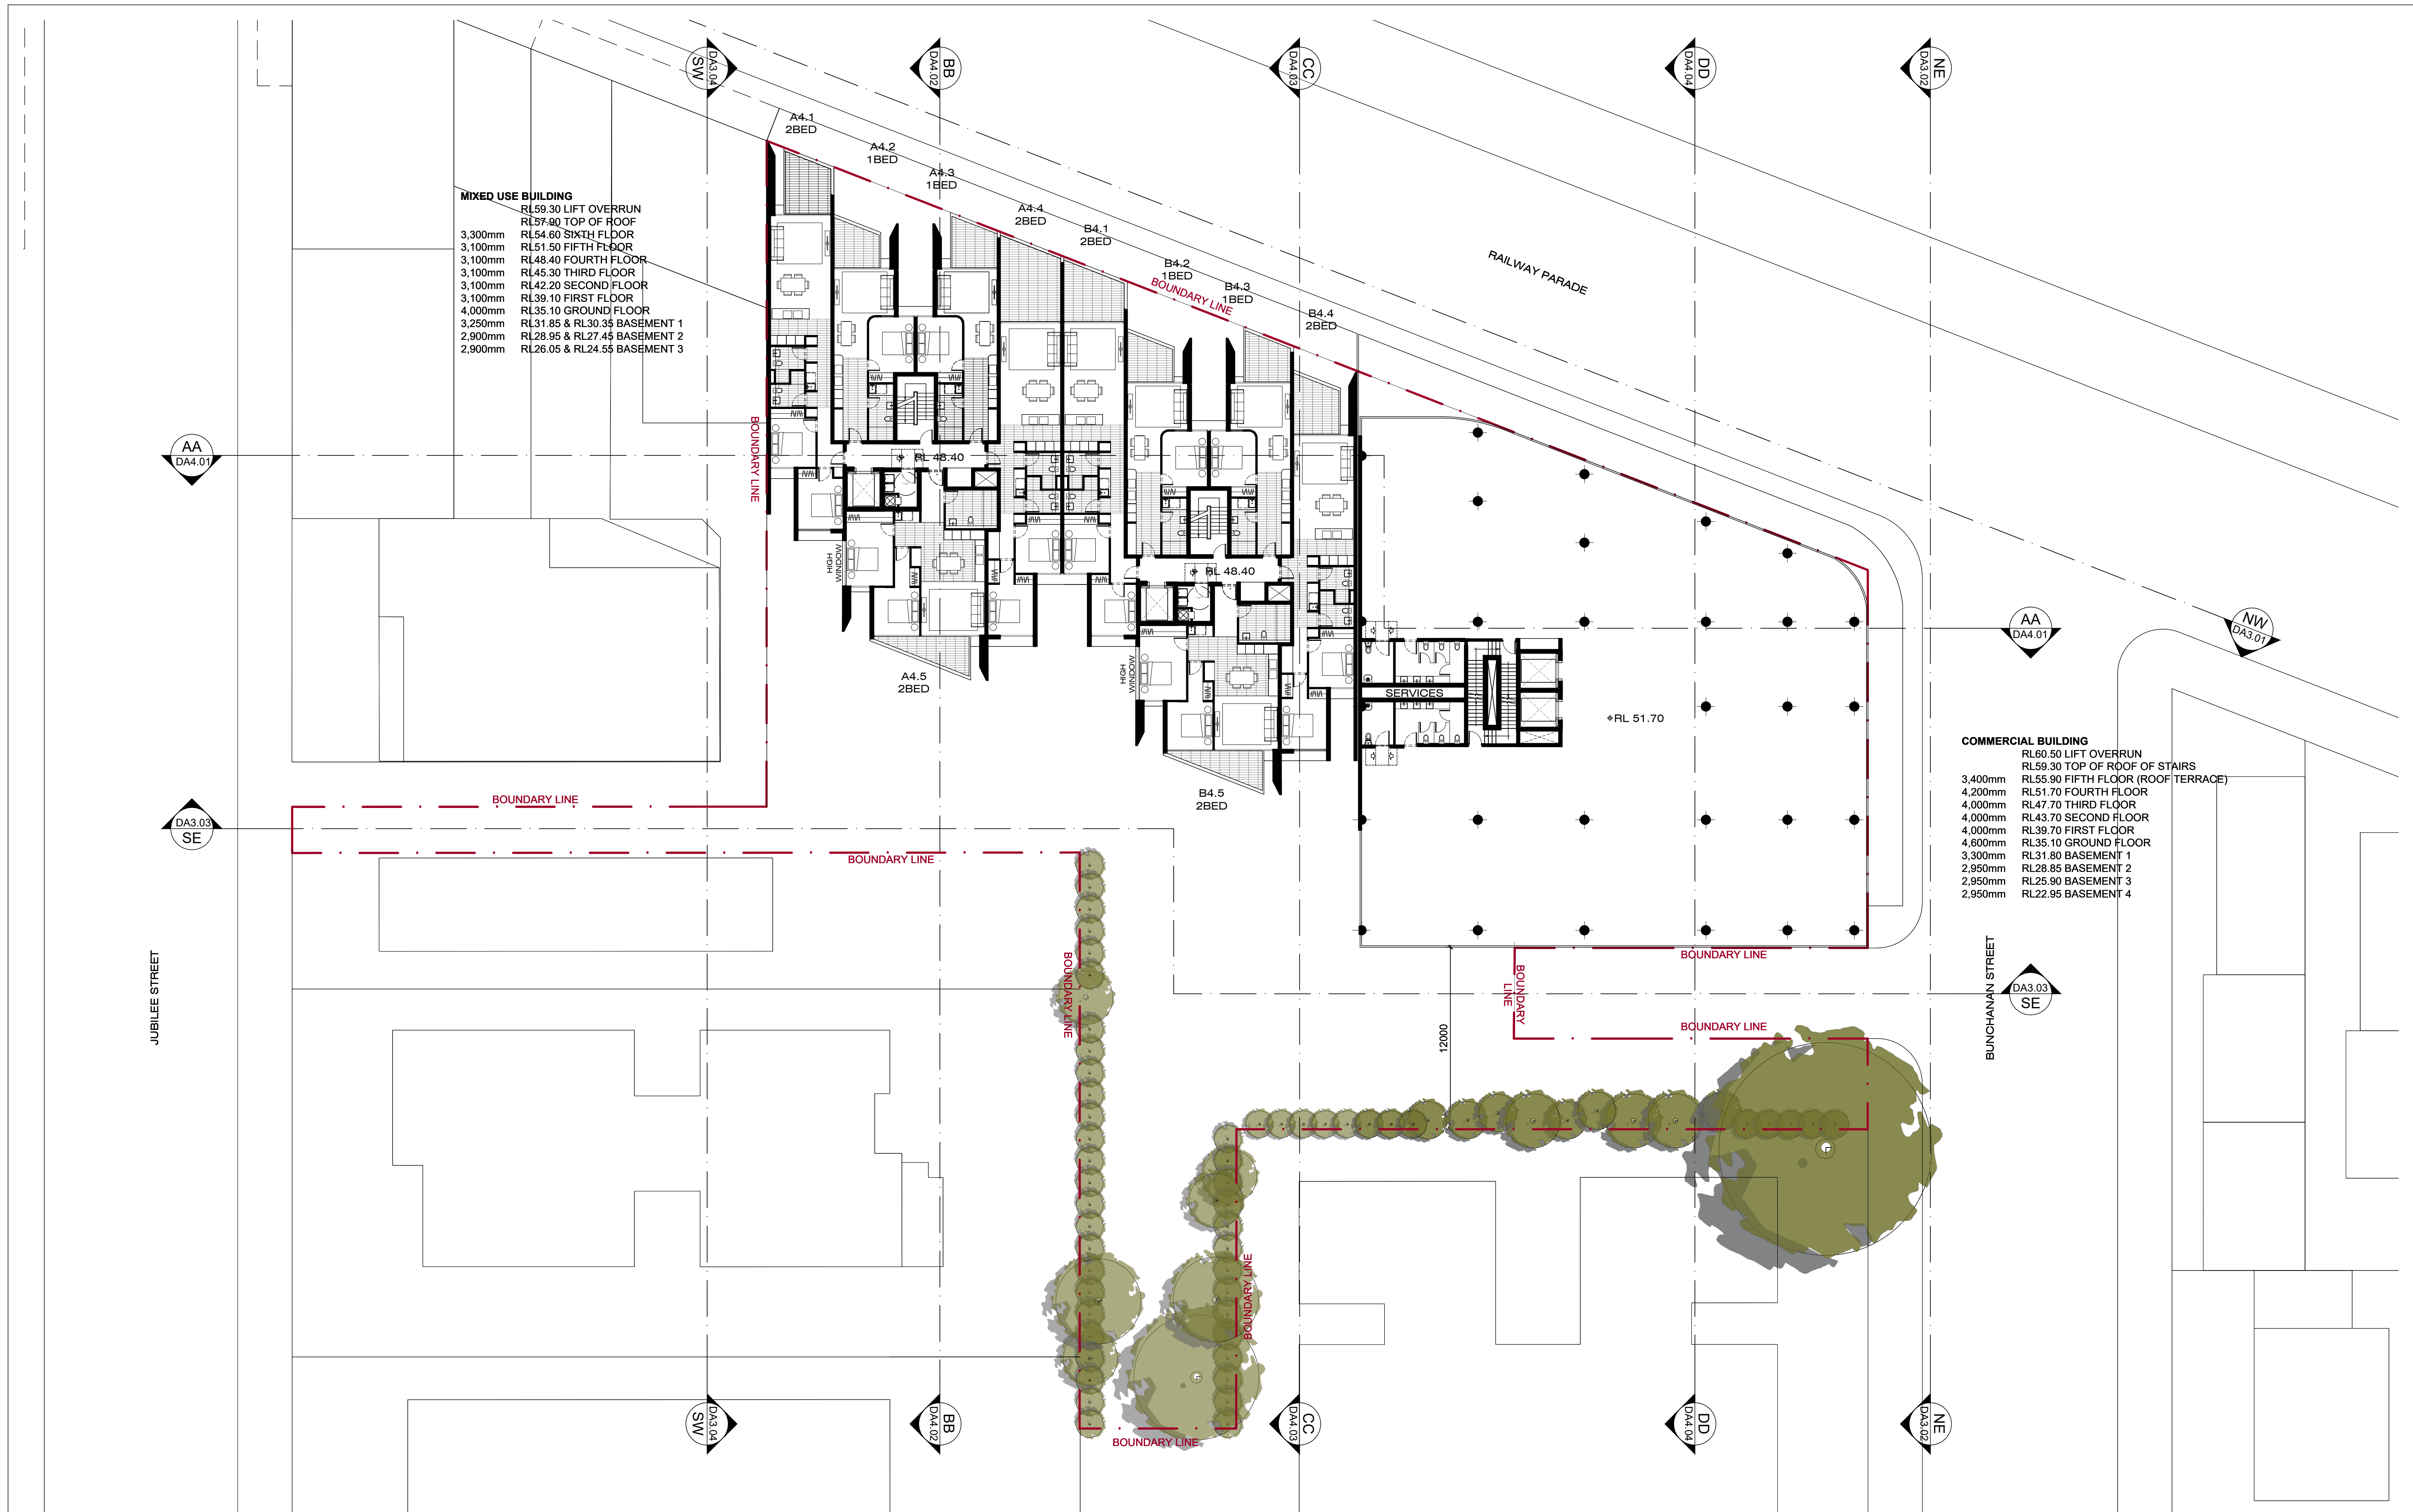 DA3.04
SW
BB
DA4.02
CC
DA4.03
DD
DA4.04
NE
DA3.02
A4.1
2BED
A4.2
1BED
A4.3
1BED
A4.4
2BED
B4.1
2BED
B4.2
1BED
B4.3
1BED
B4.4
2BED
BOUNDARY LINE
RAILWAY PARADE
MIXED USE BUILDING
RL59.30 LIFT OVERRUN
RL57.90 TOP OF ROOF
3,300mm RL54.60 SIXTH FLOOR
3,100mm RL51.50 FIFTH FLOOR
3,100mm RL48.40 FOURTH FLOOR
3,100mm RL45.30 THIRD FLOOR
3,100mm RL42.20 SECOND FLOOR
3,100mm RL39.10 FIRST FLOOR
4,000mm RL35.10 GROUND FLOOR
3,250mm RL31.85 & RL30.35 BASEMENT 1
2,900mm RL28.95 & RL27.45 BASEMENT 2
2,900mm RL26.05 & RL24.55 BASEMENT 3
BOUNDARY LINE
AA
DA4.01
RL 48.40
HIGH
WINDOW
RL 48.40
HIGH
WINDOW
A4.5
2BED
B4.5
2BED
SERVICES
RL 51.70
AA
DA4.01
NW
DA3.01
COMMERCIAL BUILDING
RL60.50 LIFT OVERRUN
RL59.30 TOP OF ROOF OF STAIRS
3,400mm RL55.90 FIFTH FLOOR (ROOF TERRACE)
4,200mm RL51.70 FOURTH FLOOR
4,000mm RL47.70 THIRD FLOOR
4,000mm RL43.70 SECOND FLOOR
4,000mm RL39.70 FIRST FLOOR
4,600mm RL35.10 GROUND FLOOR
3,300mm RL31.80 BASEMENT 1
2,950mm RL28.85 BASEMENT 2
2,950mm RL25.90 BASEMENT 3
2,950mm RL22.95 BASEMENT 4
BOUNDARY LINE
DA3.03
SE
BOUNDARY LINE
BOUNDARY LINE
JUBILEE STREET
BOUNDARY LINE
BOUNDARY
LINE
BOUNDARY LINE
12000
BUNCHANAN STREET
DA3.03
SE
BOUNDARY LINE
BOUNDARY LINE
DA3.04
SW
BB
DA4.02
CC
DA4.03
DD
DA4.04
NE
DA3.02